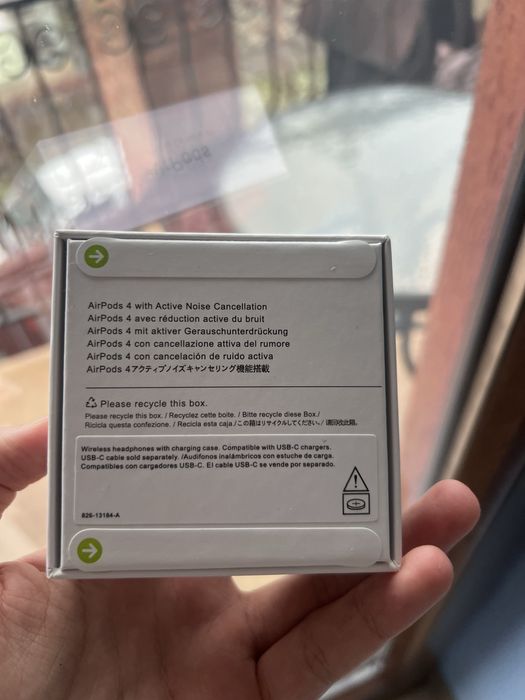 AirPods
AirPods 4 with Active Noise Cancellation
AirPods 4 avec réduction active du bruit
AirPods 4 mit aktiver Gerauschunterdrückung
AirPods 4 con cancellazione attiva del rumore
AirPods 4 con cancelación de ruido activa
AirPods 4アクティブノイズキャンセリング機能搭載
Please recycle this box.
Please recycle this box. / Recyclez cette boite. / Bitte recycle diese Box./
Ricicla questa confezione. / Recicla esta caja./この箱はリサイクルしてください。/ 请回收此箱。
Wireless headphones with charging case. Compatible with USB-C chargers.
USB-C cable sold separately. /Audífonos inalámbricos con estuche de carga.
Compatibles con cargadores USB-C. El cable USB-C se vende por separado.
826-13184-A